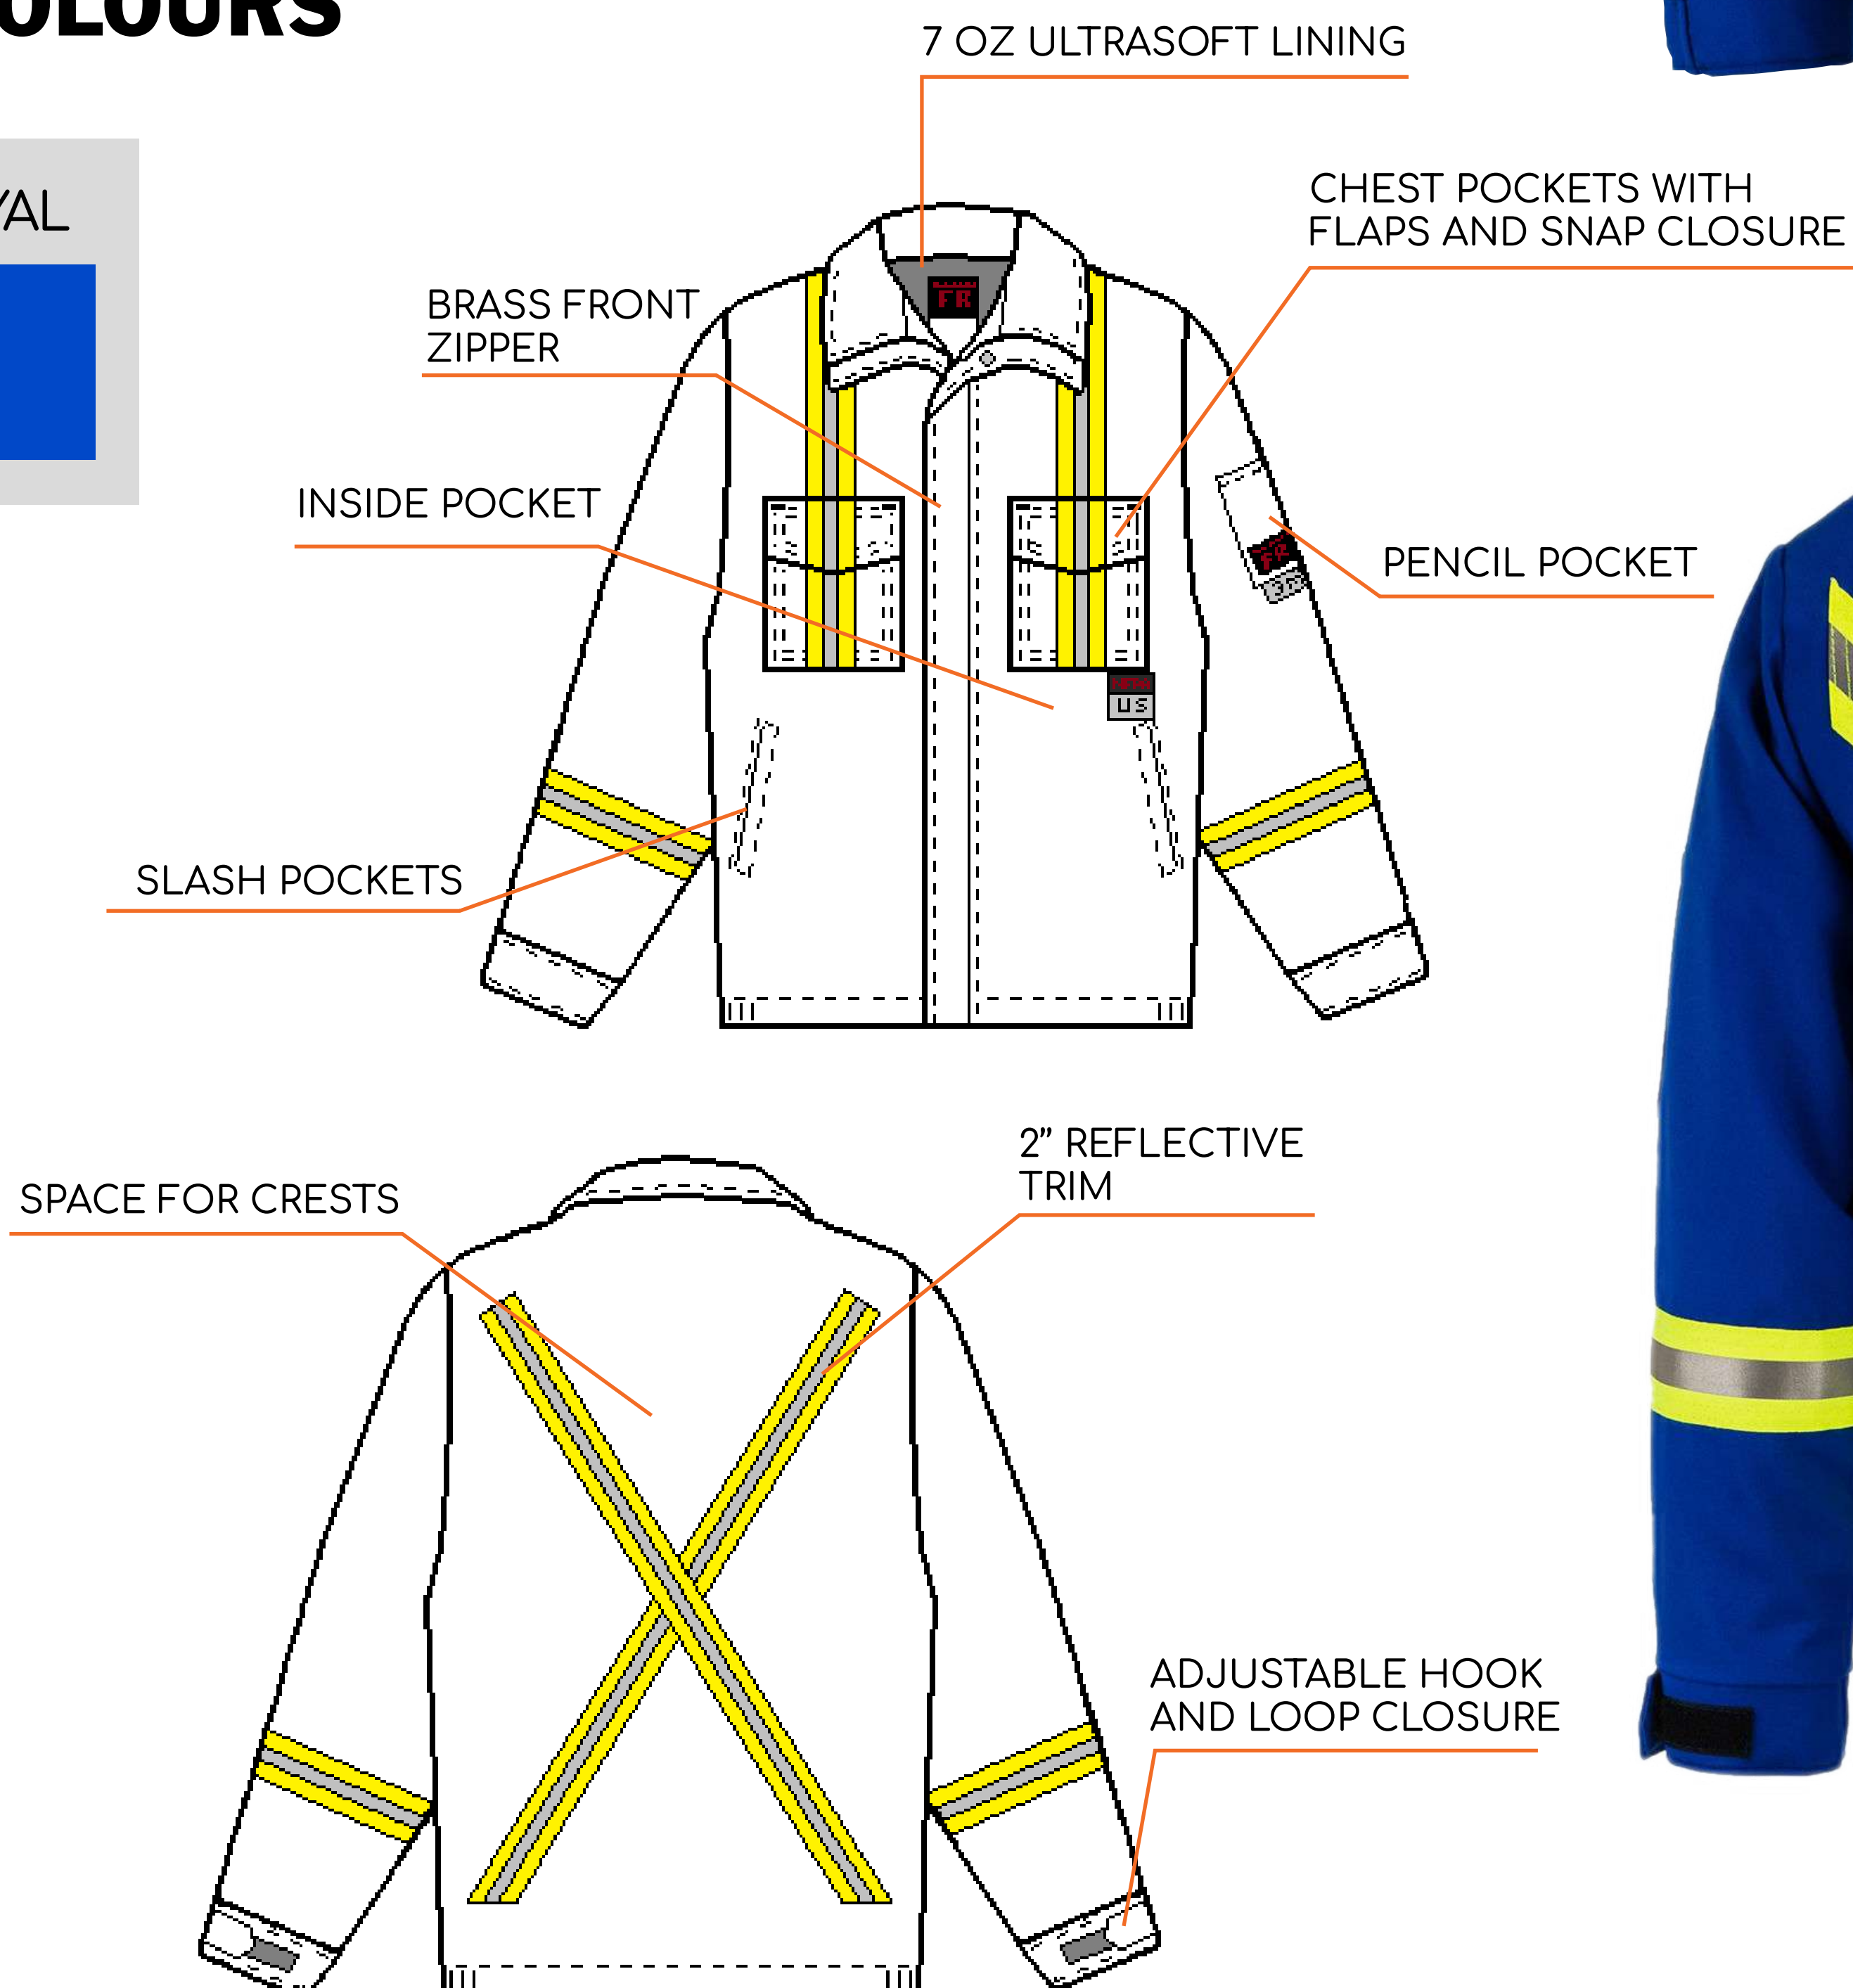 OLOURS
7 OZ ULTRASOFT LINING
CHEST POCKETS WITH
FLAPS AND SNAP CLOSURE
YAL
BRASS FRONT
ZIPPER
FR
INSIDE POCKET
PENCIL POCKET
FR
US
SLASH POCKETS
2” REFLECTIVE
TRIM
SPACE FOR CRESTS
ADJUSTABLE HOOK
AND LOOP CLOSURE